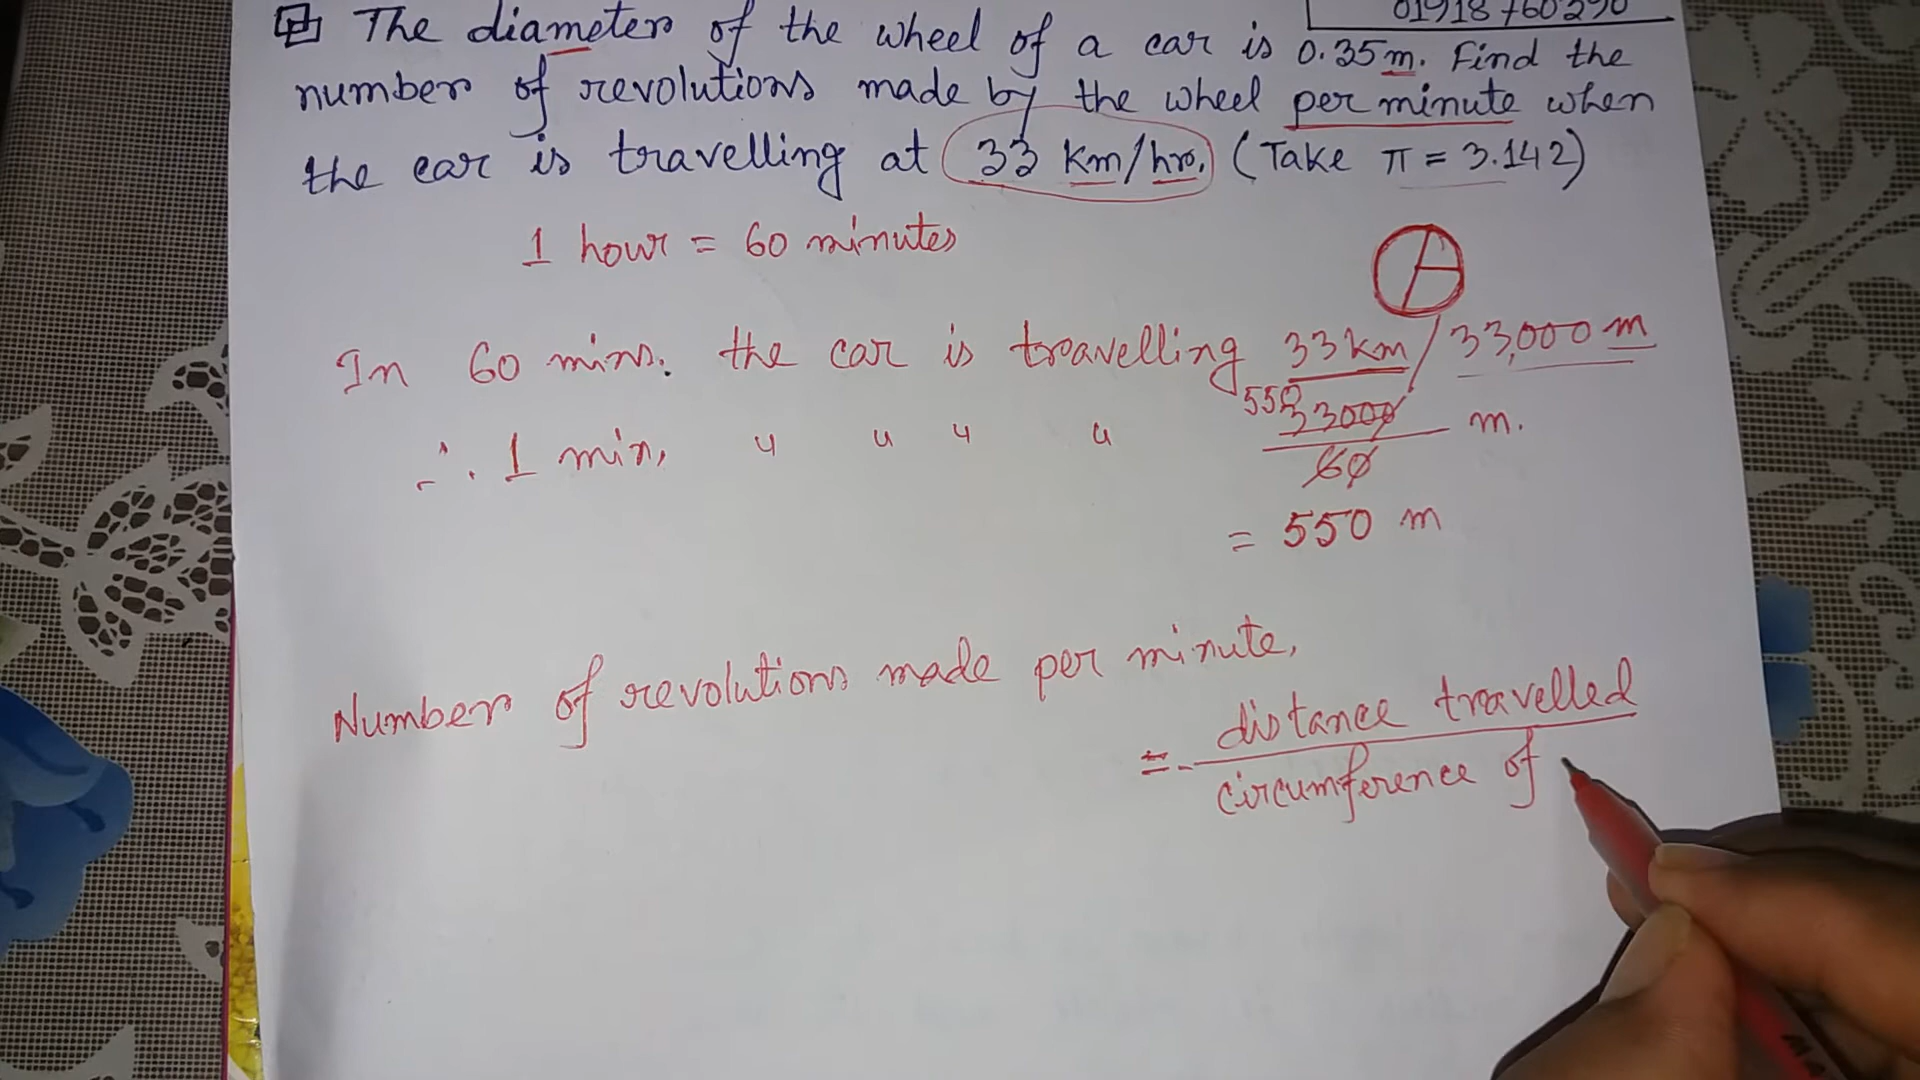 01918760290
The diameter of the wheel of a car is 0.35m. Find the
number of revolutions made by the wheel per minute when
the car is travelling at 33 km/hr. (Take π = 3.142)
1 hour = 60 minutes
In 60 mins. the car is travelling 33km/33,000 m
∴ 1 min, " " " " 33000/60 m.
550
= 550 m
Number of revolutions made per minute,
= distance travelled
circumference of